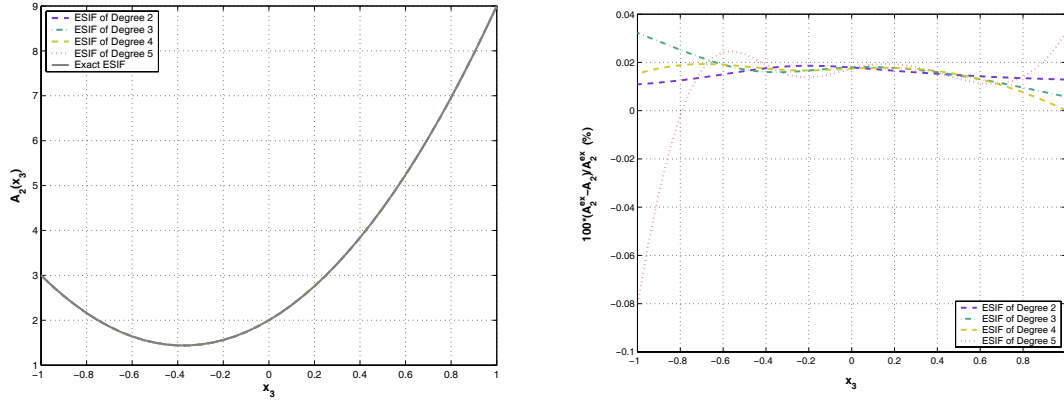 9
8
7
6
5
4
3
2
1
A2(x3)
ESIF of Degree 2
ESIF of Degree 3
ESIF of Degree 4
ESIF of Degree 5
Exact ESIF
−1 −0.8 −0.6 −0.4 −0.2 0 0.2 0.4 0.6 0.8 1
x3
0.04
0.02
0
−0.02
−0.04
−0.06
−0.08
−0.1
100*(A2ex−A2)/A2ex (%)
ESIF of Degree 2
ESIF of Degree 3
ESIF of Degree 4
ESIF of Degree 5
−1 −0.8 −0.6 −0.4 −0.2 0 0.2 0.4 0.6 0.8 1
x3